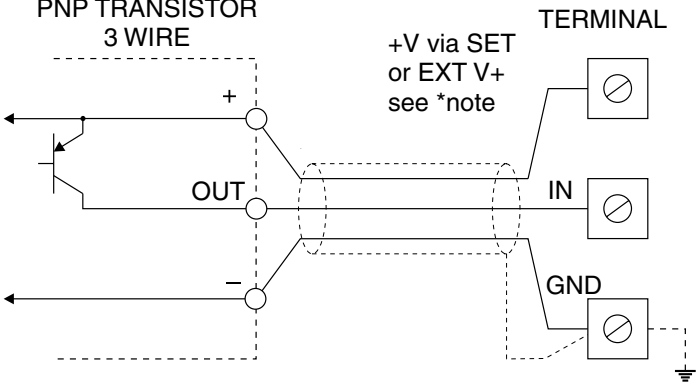 PNP TRANSISTOR
3 WIRE
TERMINAL
+V via SET
or EXT V+
see *note
+
OUT
IN
–
GND